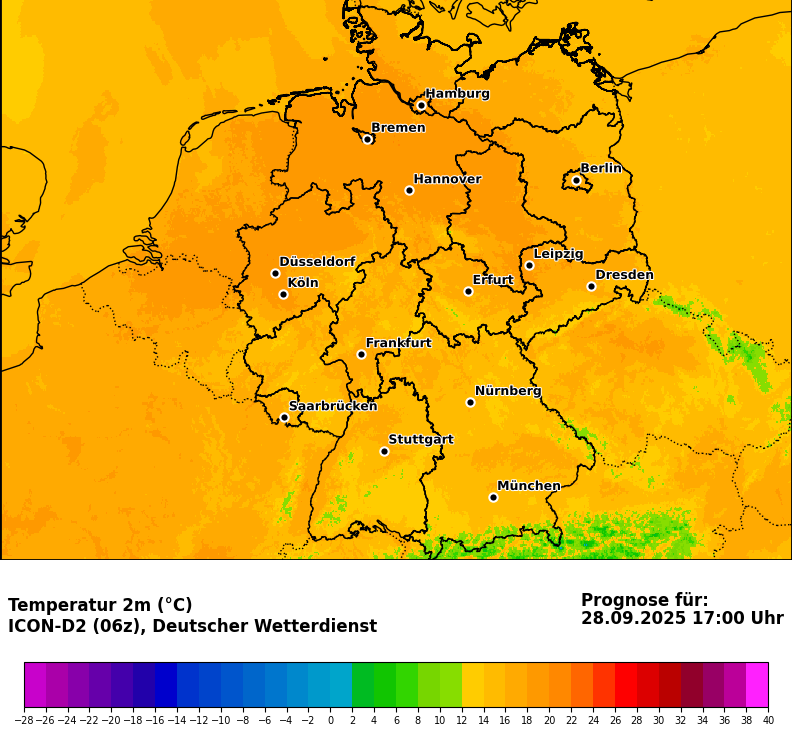 Hamburg
Bremen
Berlin
Hannover
Leipzig
Düsseldorf
Dresden
Köln
Erfurt
Frankfurt
Nürnberg
Saarbrücken
Stuttgart
München
Temperatur 2m (°C)
ICON-D2 (06z), Deutscher Wetterdienst
Prognose für:
28.09.2025 17:00 Uhr
−28 −26 −24 −22 −20 −18 −16 −14 −12 −10 −8 −6 −4 −2 0 2 4 6 8 10 12 14 16 18 20 22 24 26 28 30 32 34 36 38 40